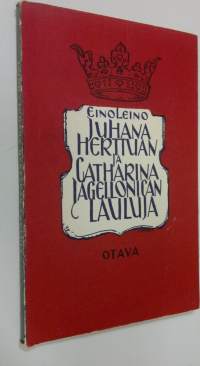 EINO LEINO
JUHANA
HERTTUAN
JA
CATHARINA
JAGELLONICAN
LAULUJA
OTAVA